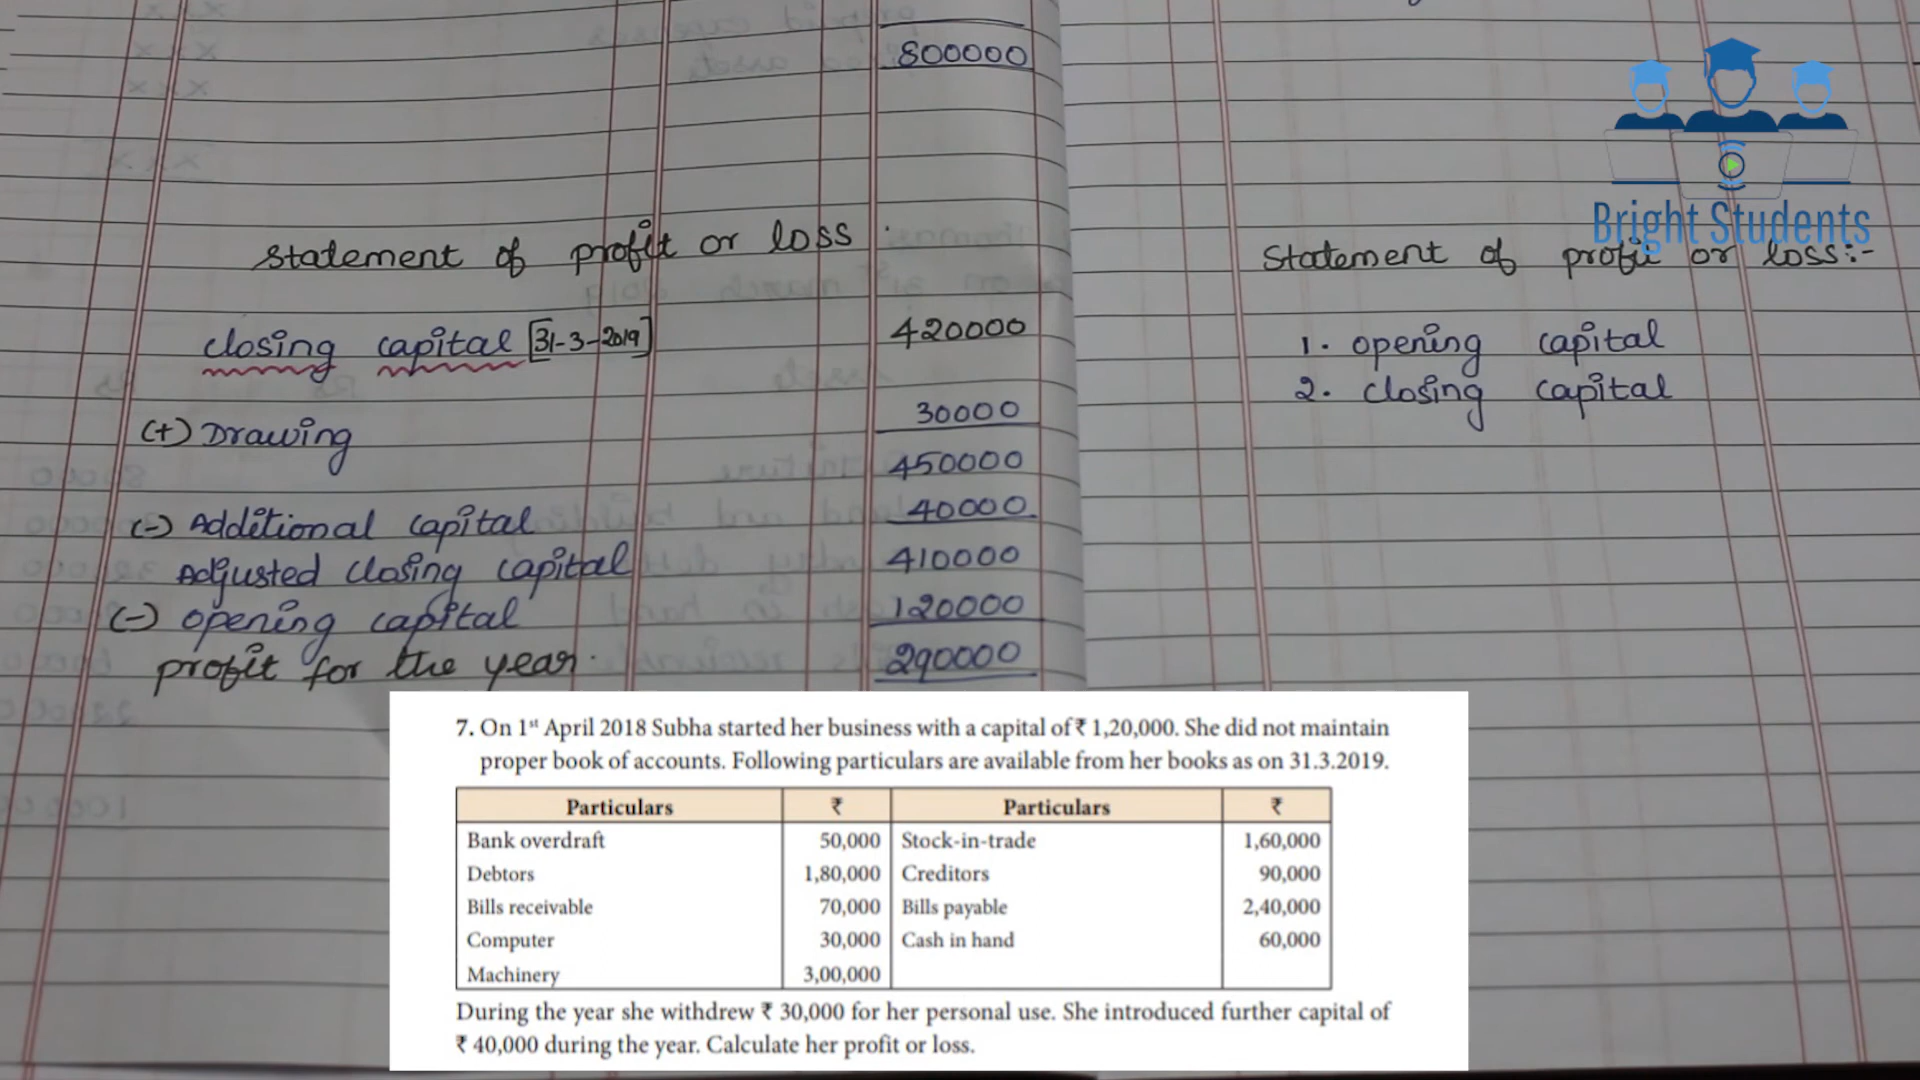 800000
Statement of profit or loss
closing capital [31-3-2019] 420000
(+) Drawing 30000
450000
(-) Additional capital 40000
Adjusted closing capital 410000
(-) opening capital 120000
profit for the year. 290000
Bright Students
Statement of profit or loss:-
1. opening capital
2. closing capital
7. On 1st April 2018 Subha started her business with a capital of ₹ 1,20,000. She did not maintain
proper book of accounts. Following particulars are available from her books as on 31.3.2019.
Particulars ₹ Particulars ₹
Bank overdraft 50,000 Stock-in-trade 1,60,000
Debtors 1,80,000 Creditors 90,000
Bills receivable 70,000 Bills payable 2,40,000
Computer 30,000 Cash in hand 60,000
Machinery 3,00,000
During the year she withdrew ₹ 30,000 for her personal use. She introduced further capital of
₹ 40,000 during the year. Calculate her profit or loss.